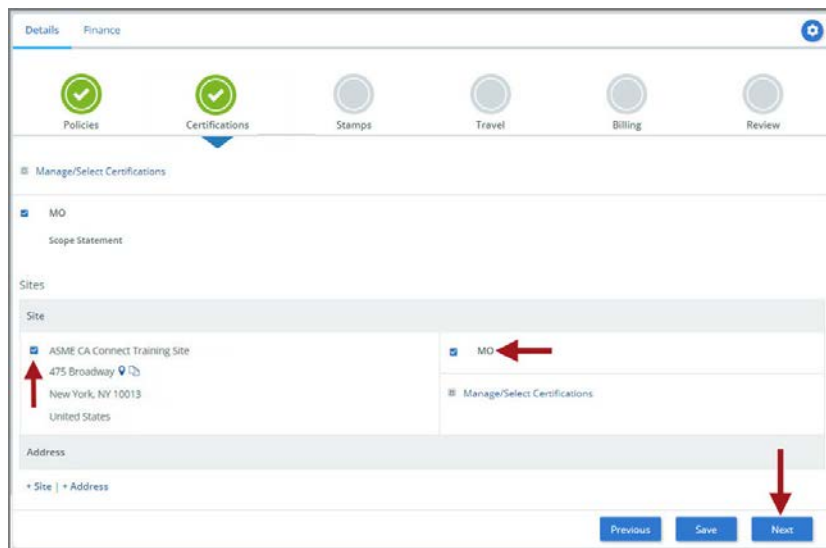 Details Finance
Policies Certifications Stamps Travel Billing Review
Manage/Select Certifications
MO
Scope Statement
Sites
Site
ASME CA Connect Training Site
475 Broadway
New York, NY 10013
United States
MO
Manage/Select Certifications
Address
+ Site | + Address
Previous Save Next